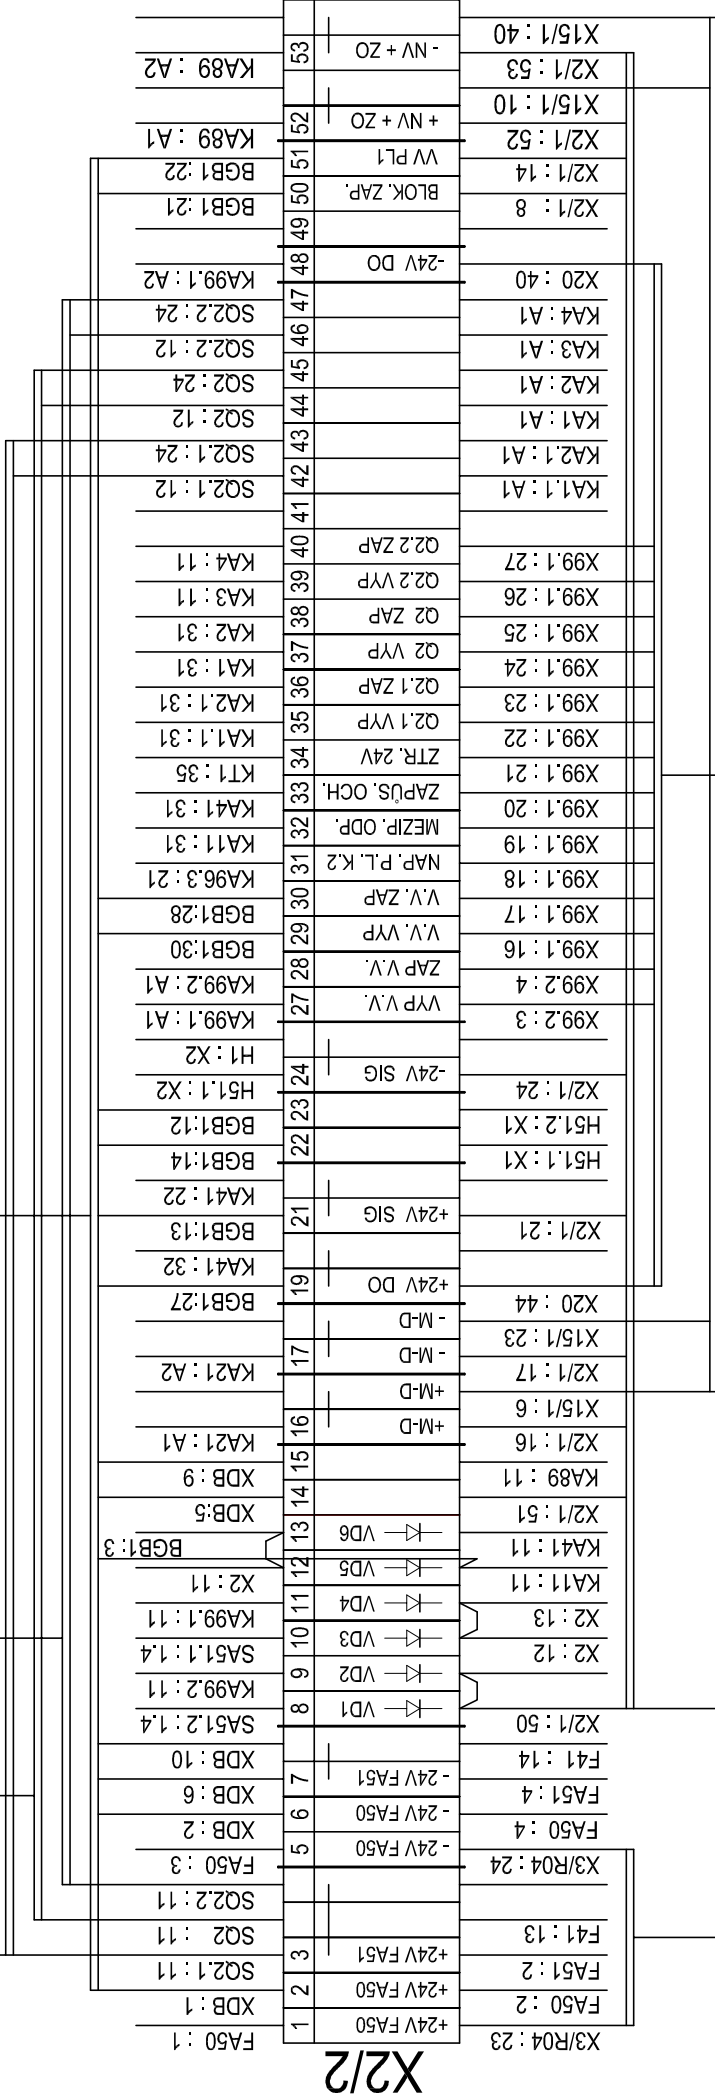 X2/2
X3/R04 : 23 +24V FA50 1 FA50 : 1
FA50 : 2 +24V FA50 2 XDB : 1
FA51 : 2 +24V FA51 3 SQ2.1 : 11
F41 : 13 SQ2 : 11
SQ2.2 : 11
X3/R04 : 24 - 24V FA50 5 FA50 : 3
FA50 : 4 - 24V FA50 6 XDB : 2
FA51 : 4 - 24V FA51 7 XDB : 6
F41 : 14 XDB : 10
X2/1 : 50 VD1 8 SA51.2 : 1.4
VD2 9 KA99.2 : 11
X2 : 12 VD3 10 SA51.1 : 1.4
X2 : 13 VD4 11 KA99.1 : 11
KA11 : 11 VD5 12 X2 : 11
KA41 : 11 VD6 13 BGB1 : 3
X2/1 : 51 14 XDB:5
KA89 : 11 15 XDB : 9
X2/1 : 16 +M-D 16 KA21 : A1
X15/1 : 6 +M-D
X2/1 : 17 - M-D 17 KA21 : A2
X15/1 : 23 - M-D
X20 : 44 +24V DO 19 BGB1:27
KA41 : 32
X2/1 : 21 +24V SIG 21 BGB1:13
KA41 : 22
H51.1 : X1 22 BGB1:14
H51.2 : X1 23 BGB1:12
X2/1 : 24 -24V SIG 24 H51.1 : X2
H1 : X2
X99.2 : 3 VYP V.V. 27 KA99.1 : A1
X99.2 : 4 ZAP V.V. 28 KA99.2 : A1
X99.1 : 16 V.V. VYP 29 BGB1:30
X99.1 : 17 V.V. ZAP 30 BGB1:28
X99.1 : 18 NAP. P.L. K.2 31 KA96.3 : 21
X99.1 : 19 MEZIP. ODP. 32 KA11 : 31
X99.1 : 20 ZAPŮS. OCH. 33 KA41 : 31
X99.1 : 21 ZTR. 24V 34 KT1 : 35
X99.1 : 22 Q2.1 VYP 35 KA1.1 : 31
X99.1 : 23 Q2.1 ZAP 36 KA2.1 : 31
X99.1 : 24 Q2 VYP 37 KA1 : 31
X99.1 : 25 Q2 ZAP 38 KA2 : 31
X99.1 : 26 Q2.2 VYP 39 KA3 : 11
X99.1 : 27 Q2.2 ZAP 40 KA4 : 11
41
KA1.1 : A1 42 SQ2.1 : 12
KA2.1 : A1 43 SQ2.1 : 24
KA1 : A1 44 SQ2 : 12
KA2 : A1 45 SQ2 : 24
KA3 : A1 46 SQ2.2 : 12
KA4 : A1 47 SQ2.2 : 24
X20 : 40 -24V DO 48 KA99.1 : A2
49
X2/1 : 8 BLOK. ZAP. 50 BGB1 :21
X2/1 : 14 VV PL1 51 BGB1 :22
X2/1 : 52 + NV + ZO 52 KA89 : A1
X15/1 : 10
X2/1 : 53 - NV + ZO 53 KA89 : A2
X15/1 : 40